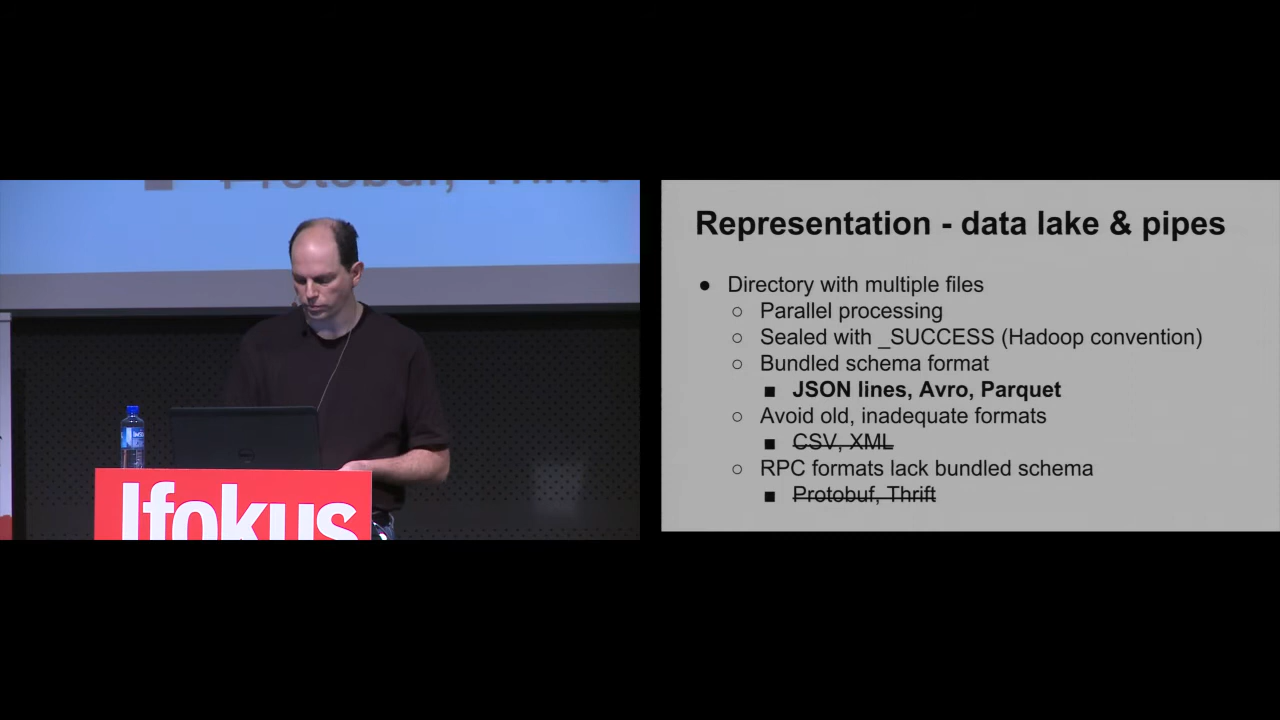 Protobuf, Thrift
Jfokus
Representation - data lake & pipes
● Directory with multiple files
○ Parallel processing
○ Sealed with _SUCCESS (Hadoop convention)
○ Bundled schema format
■ JSON lines, Avro, Parquet
○ Avoid old, inadequate formats
■ CSV, XML
○ RPC formats lack bundled schema
■ Protobuf, Thrift